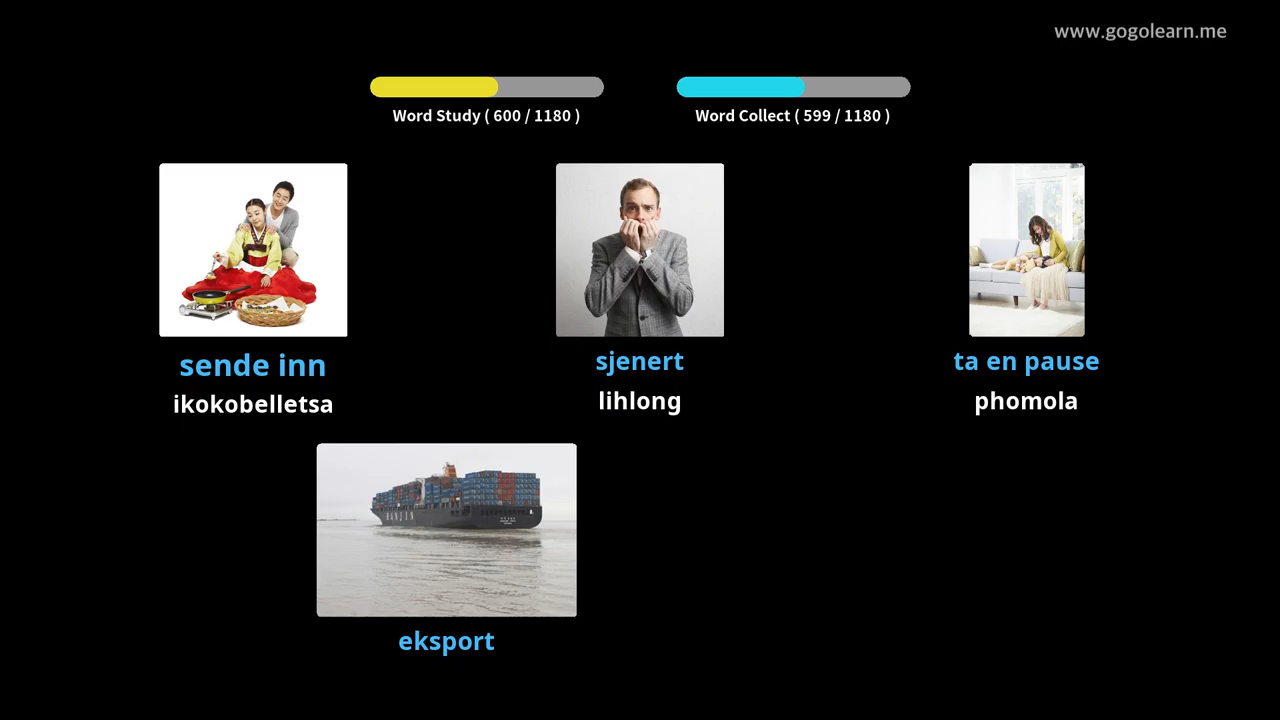 www.gogolearn.me
Word Study ( 600 / 1180 )
Word Collect ( 599 / 1180 )
sende inn
sjenert
ta en pause
ikokobelletsa
lihlong
phomola
HANJIN
eksport